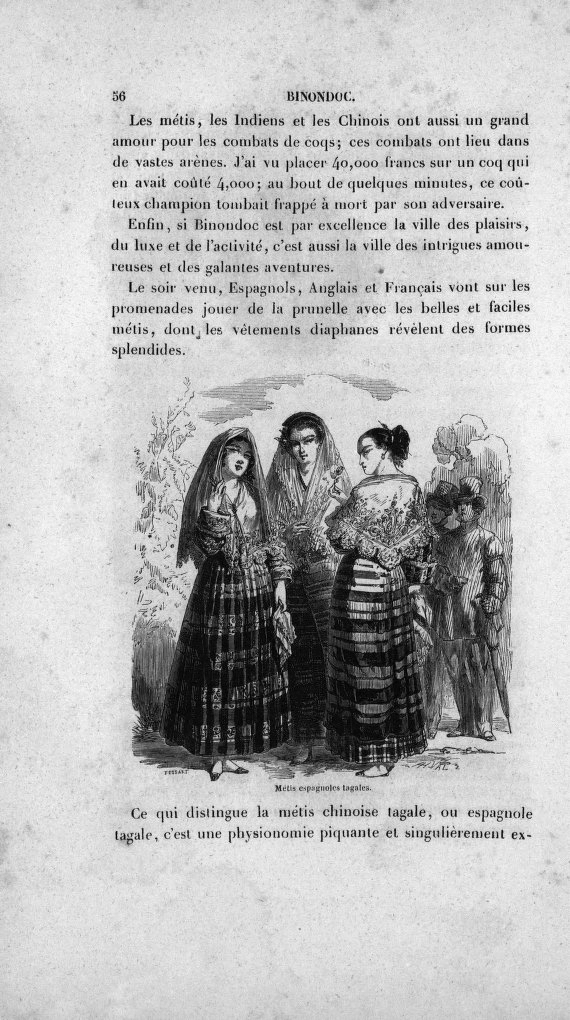 56
BINONDOC.
Les métis, les Indiens et les Chinois ont aussi un grand
amour pour les combats de coqs; ces combats ont lieu dans
de vastes arènes. J'ai vu placer 40,000 francs sur un coq qui
en avait coûté 4,000; au bout de quelques minutes, ce coû-
teux champion tombait frappé à mort par son adversaire.
Enfin, si Binondoc est par excellence la ville des plaisirs,
du luxe et de l'activité, c'est aussi la ville des intrigues amou-
reuses et des galantes aventures.
Le soir venu, Espagnols, Anglais et Français vont sur les
promenades jouer de la prunelle avec les belles et faciles
métis, dont les vêtements diaphanes révèlent des formes
splendides.
Métis espagnoles tagales.
Ce qui distingue la métis chinoise tagale, ou espagnole
tagale, c'est une physionomie piquante et singulièrement ex-